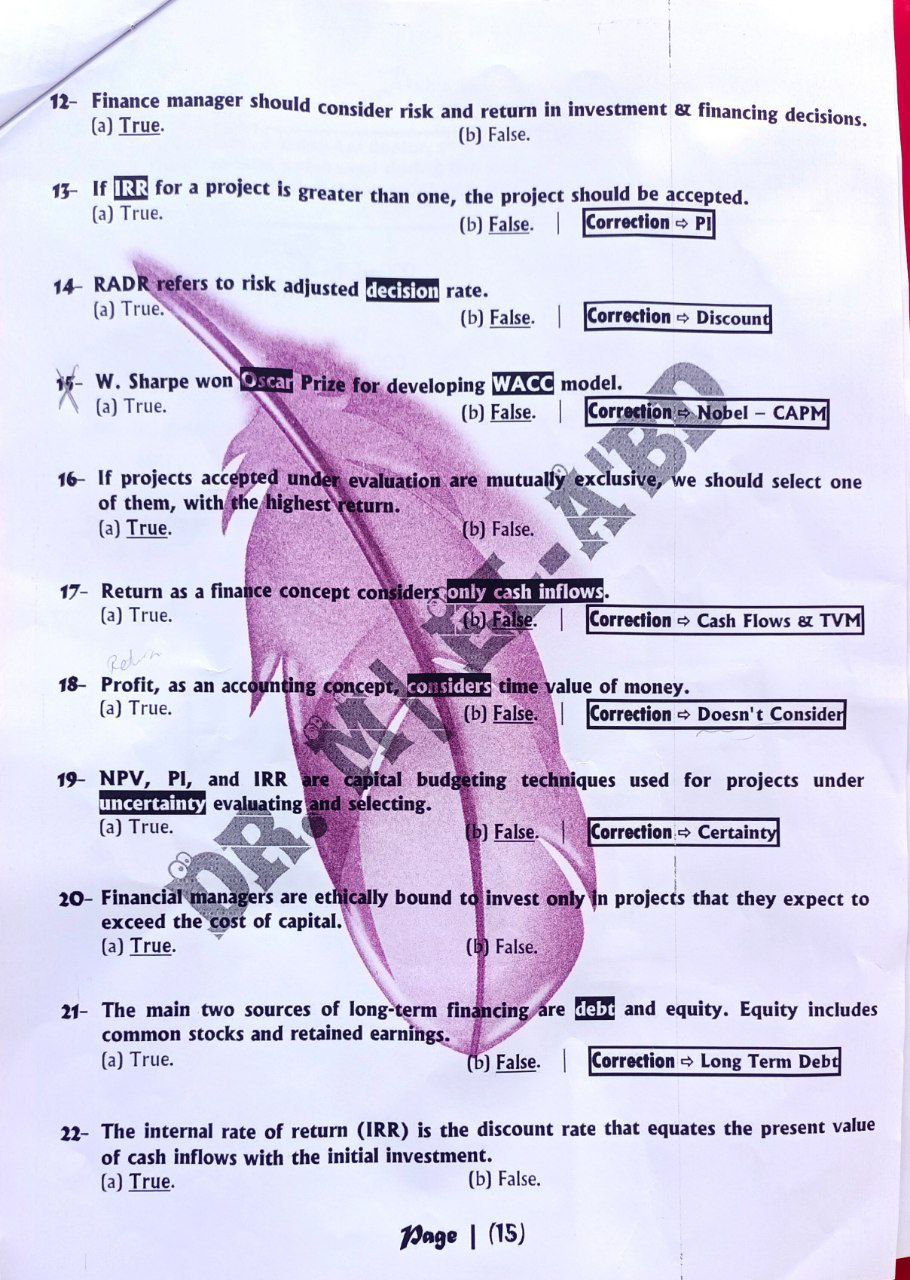 12- Finance manager should consider risk and return in investment & financing decisions.
(a) True. (b) False.
13- If IRR for a project is greater than one, the project should be accepted.
(a) True. (b) False. | Correction ⇨ PI
14- RADR refers to risk adjusted decision rate.
(a) True. (b) False. | Correction ⇨ Discount
15- W. Sharpe won Oscar Prize for developing WACC model.
(a) True. (b) False. | Correction ⇨ Nobel – CAPM
16- If projects accepted under evaluation are mutually exclusive, we should select one
of them, with the highest return.
(a) True. (b) False.
17- Return as a finance concept considers only cash inflows.
(a) True. (b) False. | Correction ⇨ Cash Flows & TVM
Return
18- Profit, as an accounting concept, considers time value of money.
(a) True. (b) False. | Correction ⇨ Doesn't Consider
19- NPV, PI, and IRR are capital budgeting techniques used for projects under
uncertainty evaluating and selecting.
(a) True. (b) False. | Correction ⇨ Certainty
20- Financial managers are ethically bound to invest only in projects that they expect to
exceed the cost of capital.
(a) True. (b) False.
21- The main two sources of long-term financing are debt and equity. Equity includes
common stocks and retained earnings.
(a) True. (b) False. | Correction ⇨ Long Term Debt
22- The internal rate of return (IRR) is the discount rate that equates the present value
of cash inflows with the initial investment.
(a) True. (b) False.
Page | (15)